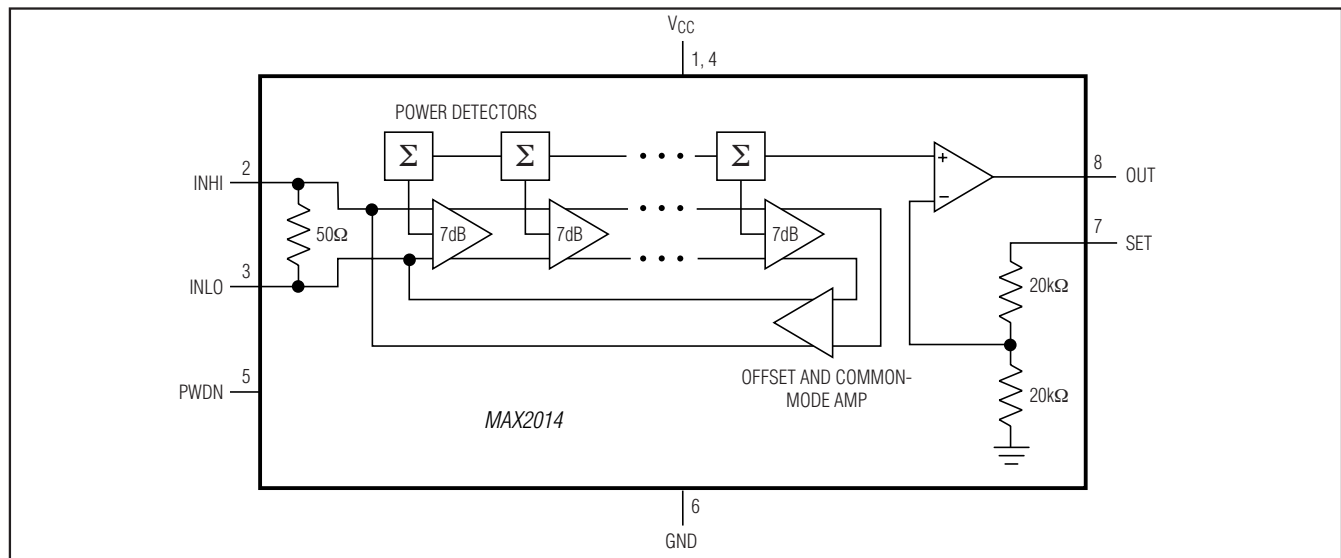 VCC
1, 4
POWER DETECTORS
Σ Σ • • • Σ
2
INHI
8
OUT
+
−
7dB 7dB • • • 7dB
50Ω
7
SET
3
INLO
• • •
20kΩ
5
PWDN
OFFSET AND COMMON-
MODE AMP
20kΩ
MAX2014
6
GND